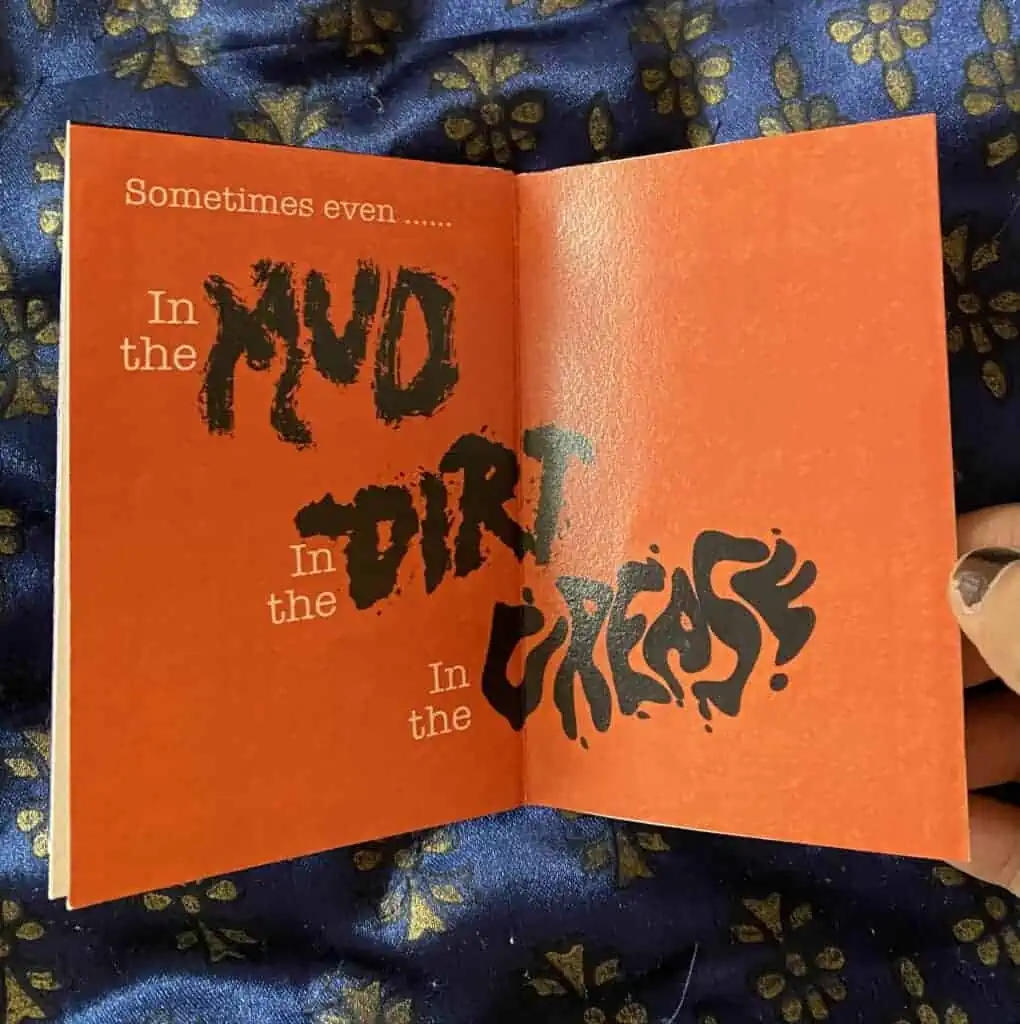 Sometimes even ......
In
the MUD
In
the DIRT
In
the GREASE